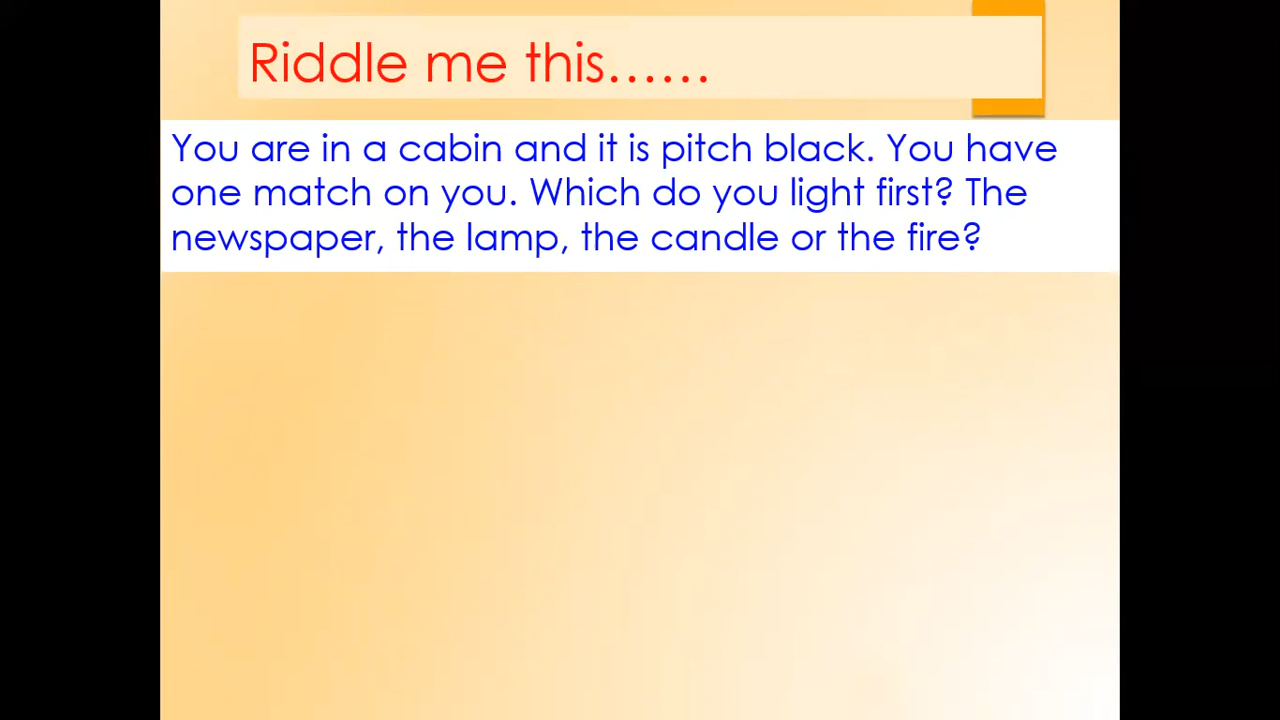 Riddle me this……
You are in a cabin and it is pitch black. You have
one match on you. Which do you light first? The
newspaper, the lamp, the candle or the fire?